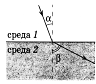 α
среда 1
среда 2
β